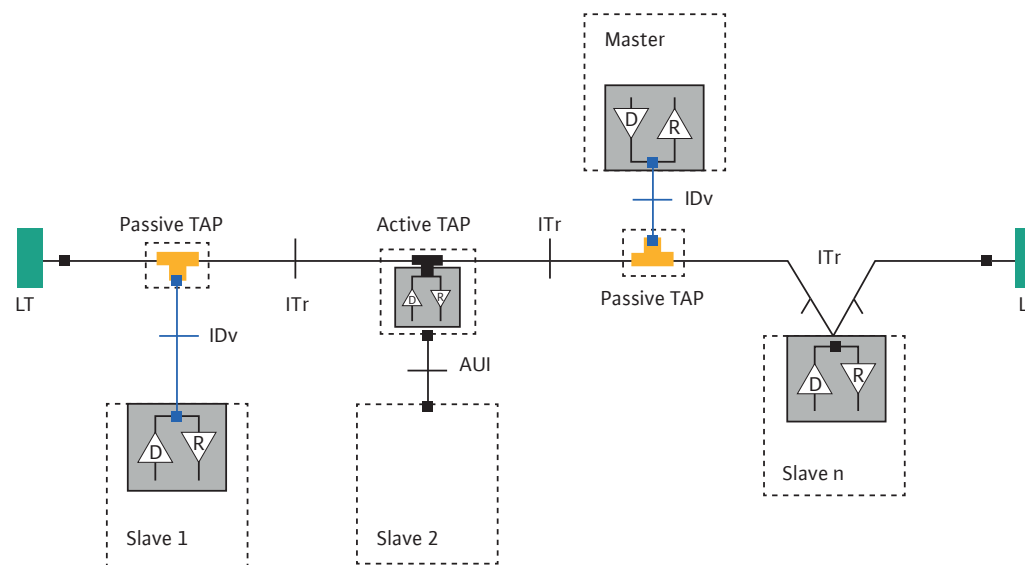 Master
D
R
IDv
Passive TAP
Active TAP
ITr
ITr
Passive TAP
LT
ITr
L
D
R
IDv
AUI
D
R
D
R
Slave 1
Slave 2
Slave n